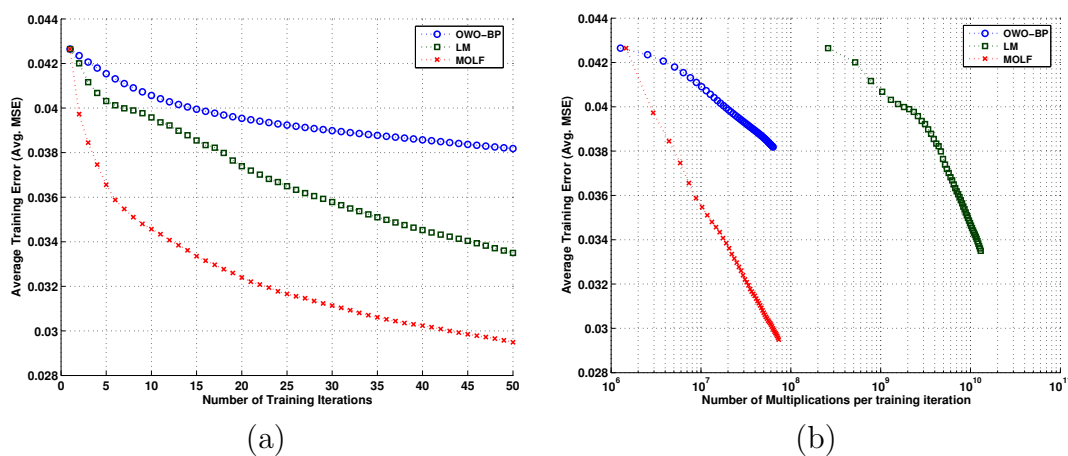 0.044
0.042
0.04
0.038
0.036
0.034
0.032
0.03
0.028
Average Training Error (Avg. MSE)
OWO−BP
LM
MOLF
0 5 10 15 20 25 30 35 40 45 50
Number of Training Iterations
(a)
0.044
0.042
0.04
0.038
0.036
0.034
0.032
0.03
0.028
Average Training Error (Avg. MSE)
OWO−BP
LM
MOLF
10^6 10^7 10^8 10^9 10^10
Number of Multiplications per training iteration
(b)